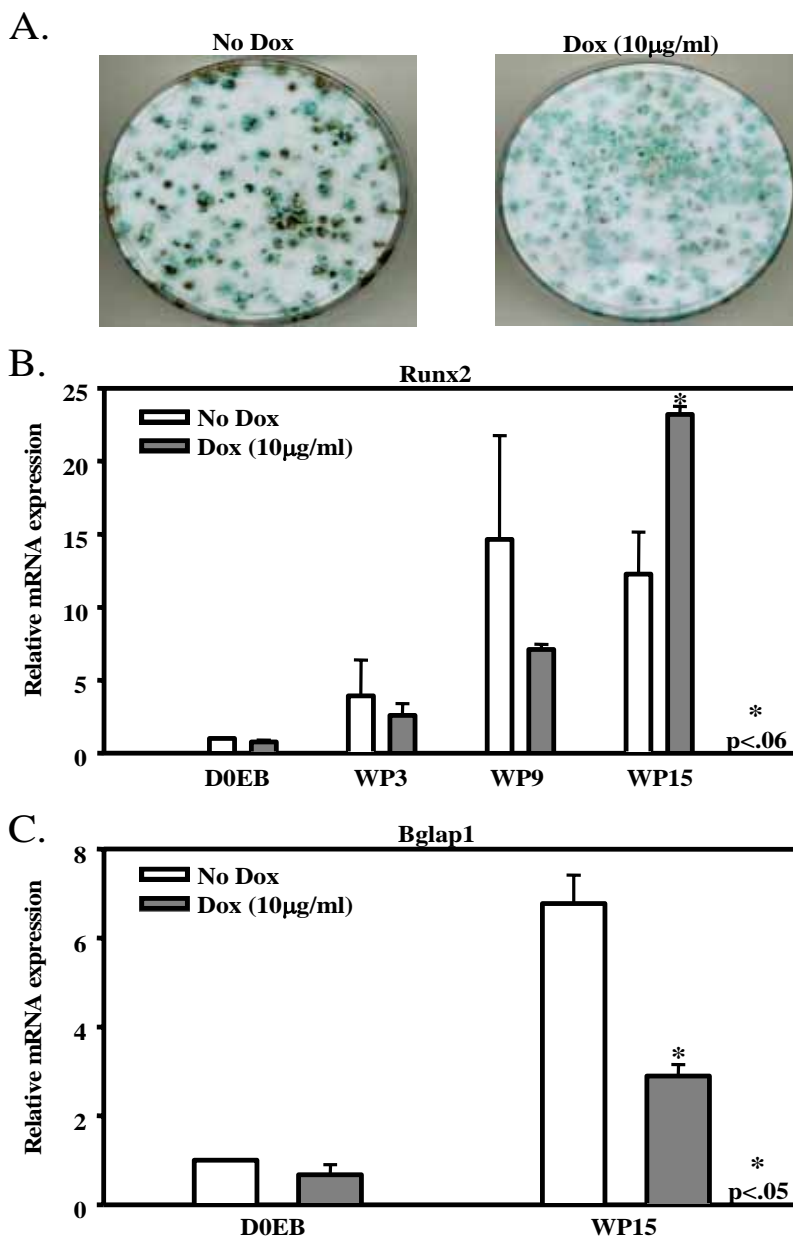 A.
No Dox
Dox (10μg/ml)
B.
Runx2
Relative mRNA expression
25
20
15
10
5
0
No Dox
Dox (10μg/ml)
*
*
p<.06
D0EB WP3 WP9 WP15
C.
Bglap1
Relative mRNA expression
8
6
4
2
0
No Dox
Dox (10μg/ml)
*
*
p<.05
D0EB WP15